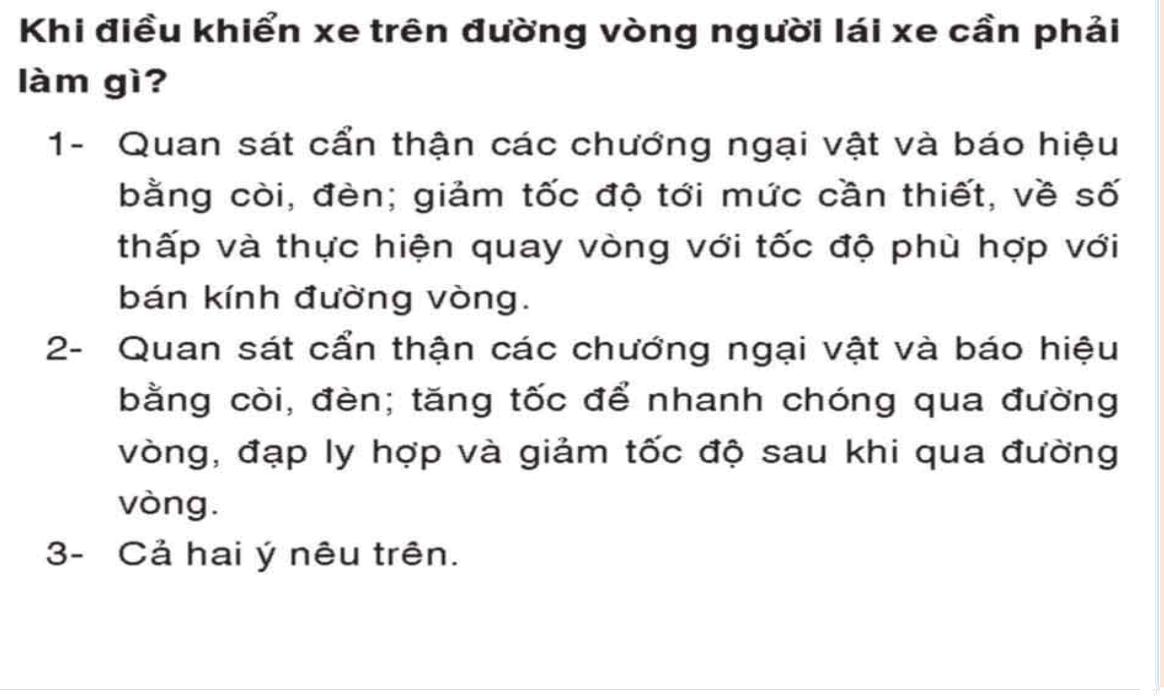 Khi điều khiển xe trên đường vòng người lái xe cần phải
làm gì?
1- Quan sát cẩn thận các chướng ngại vật và báo hiệu
bằng còi, đèn; giảm tốc độ tới mức cần thiết, về số
thấp và thực hiện quay vòng với tốc độ phù hợp với
bán kính đường vòng.
2- Quan sát cẩn thận các chướng ngại vật và báo hiệu
bằng còi, đèn; tăng tốc để nhanh chóng qua đường
vòng, đạp ly hợp và giảm tốc độ sau khi qua đường
vòng.
3- Cả hai ý nêu trên.